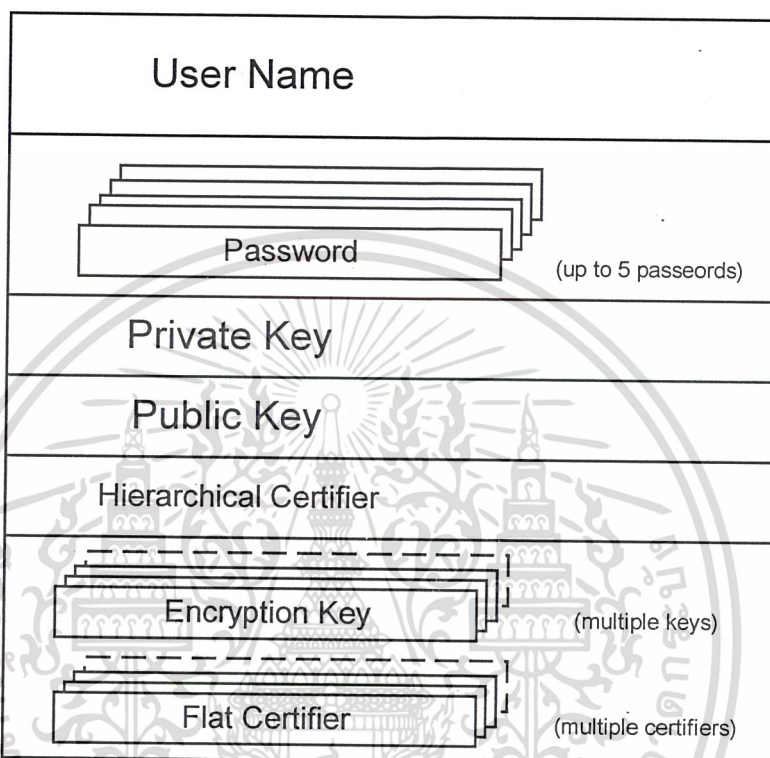 User Name
Password
(up to 5 passeords)
Private Key
Public Key
Hierarchical Certifier
Encryption Key
(multiple keys)
Flat Certifier
(multiple certifiers)